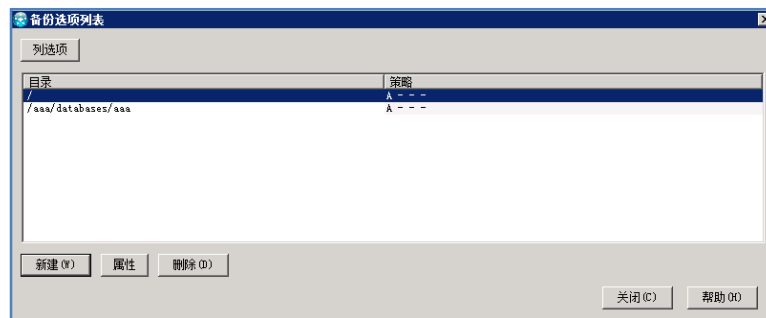 备份选项列表
列选项
目录 策略
/ A - - -
/aaa/databases/aaa A - - -
新建(W) 属性 删除(D)
关闭(C) 帮助(H)